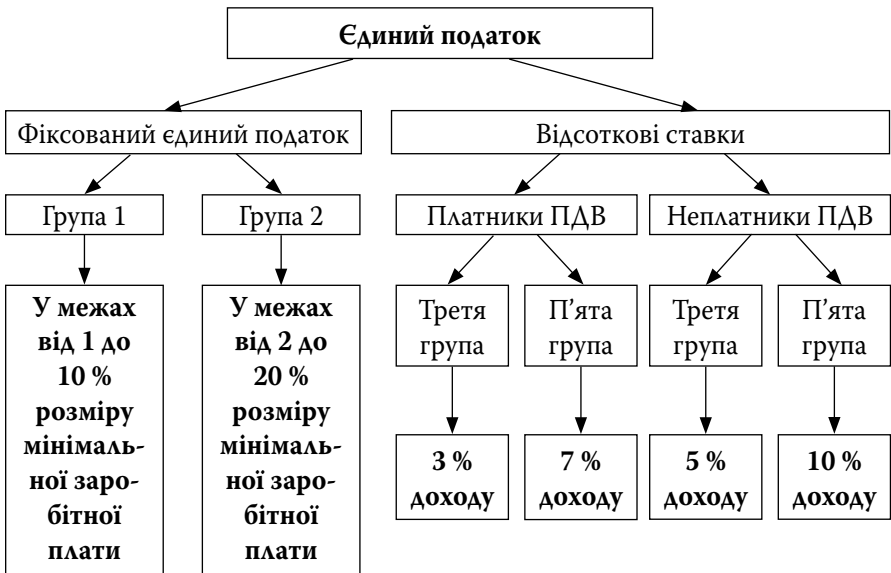 Єдиний податок
Фіксований єдиний податок
Відсоткові ставки
Група 1
Група 2
Платники ПДВ
Неплатники ПДВ
У межах
від 1 до
10 %
розміру
мінімаль-
ної заро-
бітної
плати
У межах
від 2 до
20 %
розміру
мінімаль-
ної заро-
бітної
плати
Третя
група
П’ята
група
Третя
група
П’ята
група
3 %
доходу
7 %
доходу
5 %
доходу
10 %
доходу